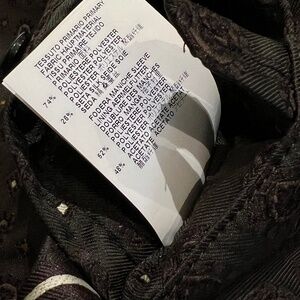 TESSUTO PRIMARIO PRIMARY
FABRIC HAUPTMATERIAL
TISSU PRIMAIRE TEJIDO
PRIMARIO
74% POLIESTERE POLYESTER
POLYESTER POLYESTER
POLIESTER
26% SETA SILK SEIDE SOIE
SEDA
FODERA MANICHE SLEEVE
LINING
DOUBLURE DES MANCHES
FORRO MANGAS
52% POLIESTERE POLYESTER
POLYESTER POLYESTER
POLIESTER
48% ACETATO ACETATE ACETAT
ACETATE ACETATO